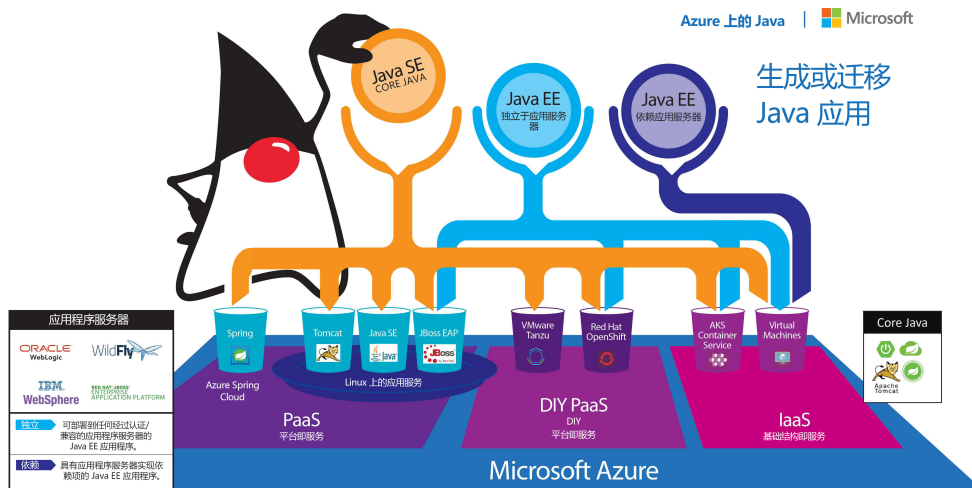 Azure 上的 Java
Microsoft
生成或迁移
Java 应用
Java SE
CORE JAVA
Java EE
独立于应用服务
器
Java EE
依赖应用服务器
应用程序服务器
ORACLE
WebLogic
WildFly
IBM.
WebSphere
RED HAT JBOSS
ENTERPRISE
APPLICATION PLATFORM
独立
可部署到任何经过认证/
兼容的应用程序服务器的
Java EE 应用程序。
依赖
具有应用程序服务器实现依
赖项的 Java EE 应用程序。
Spring
Tomcat
Java SE
Java
JBoss EAP
JBoss
VMware
Tanzu
Red Hat
OpenShift
AKS
Container
Service
Virtual
Machines
Azure Spring
Cloud
Linux 上的应用服务
PaaS
平台即服务
DIY PaaS
DIY
平台即服务
IaaS
基础结构即服务
Microsoft Azure
Core Java
Apache
Tomcat